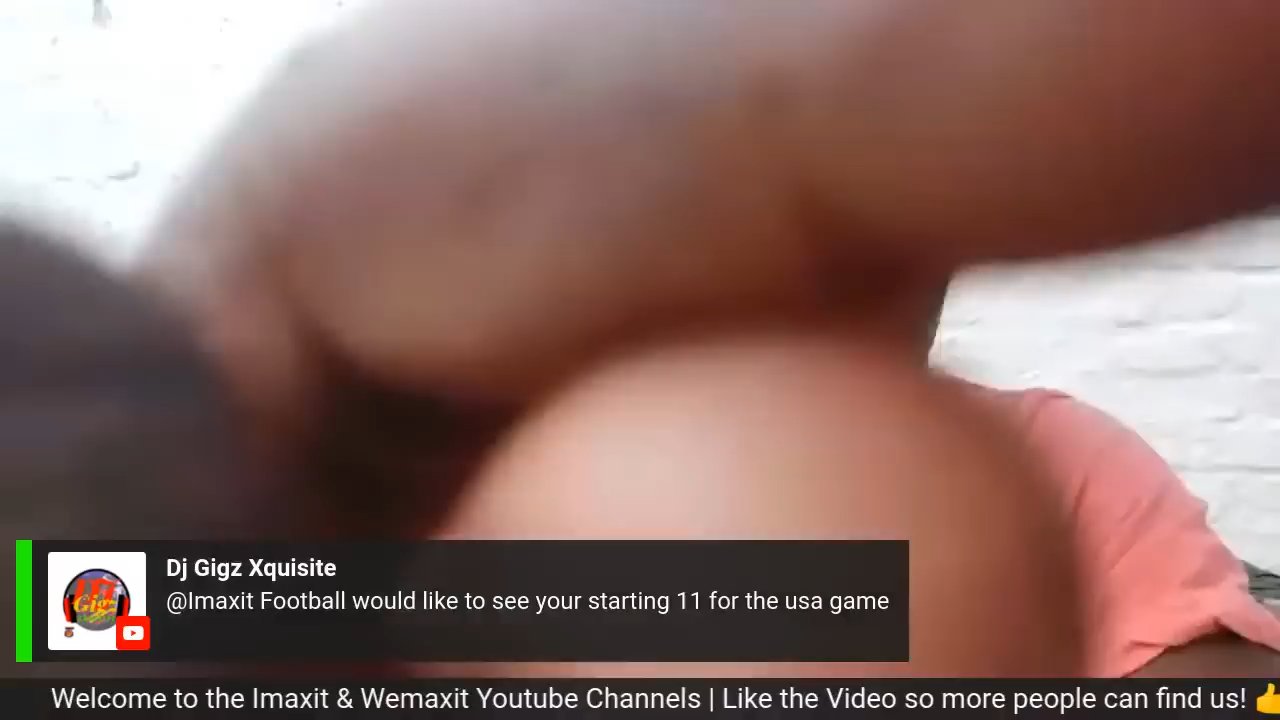 Dj Gigz Xquisite
@Imaxit Football would like to see your starting 11 for the usa game
Welcome to the Imaxit & Wemaxit Youtube Channels | Like the Video so more people can find us! 👍